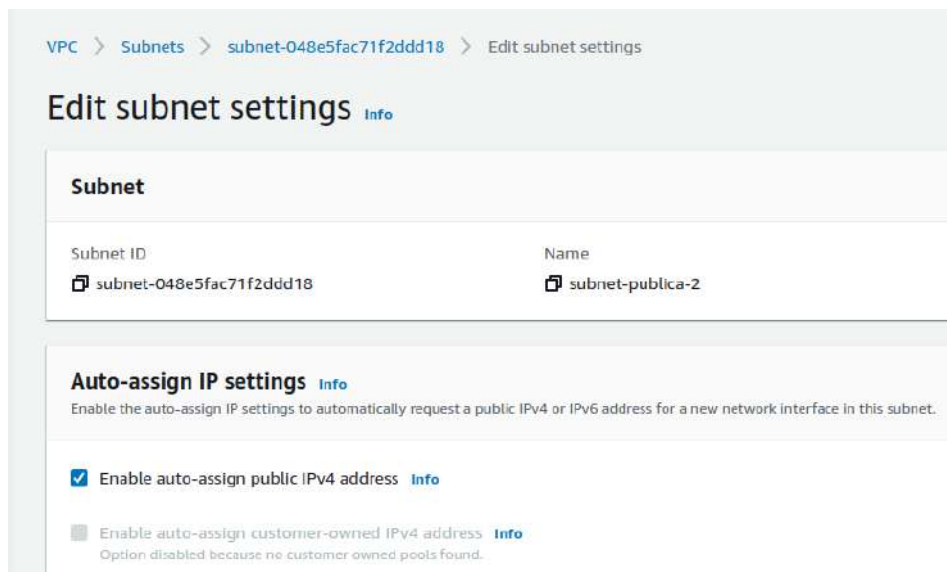 VPC > Subnets > subnet-048e5fac71f2ddd18 > Edit subnet settings
Edit subnet settings Info
Subnet
Subnet ID Name
subnet-048e5fac71f2ddd18 subnet-publica-2
Auto-assign IP settings Info
Enable the auto-assign IP settings to automatically request a public IPv4 or IPv6 address for a new network interface in this subnet.
Enable auto-assign public IPv4 address Info
Enable auto-assign customer-owned IPv4 address Info
Option disabled because no customer owned pools found.